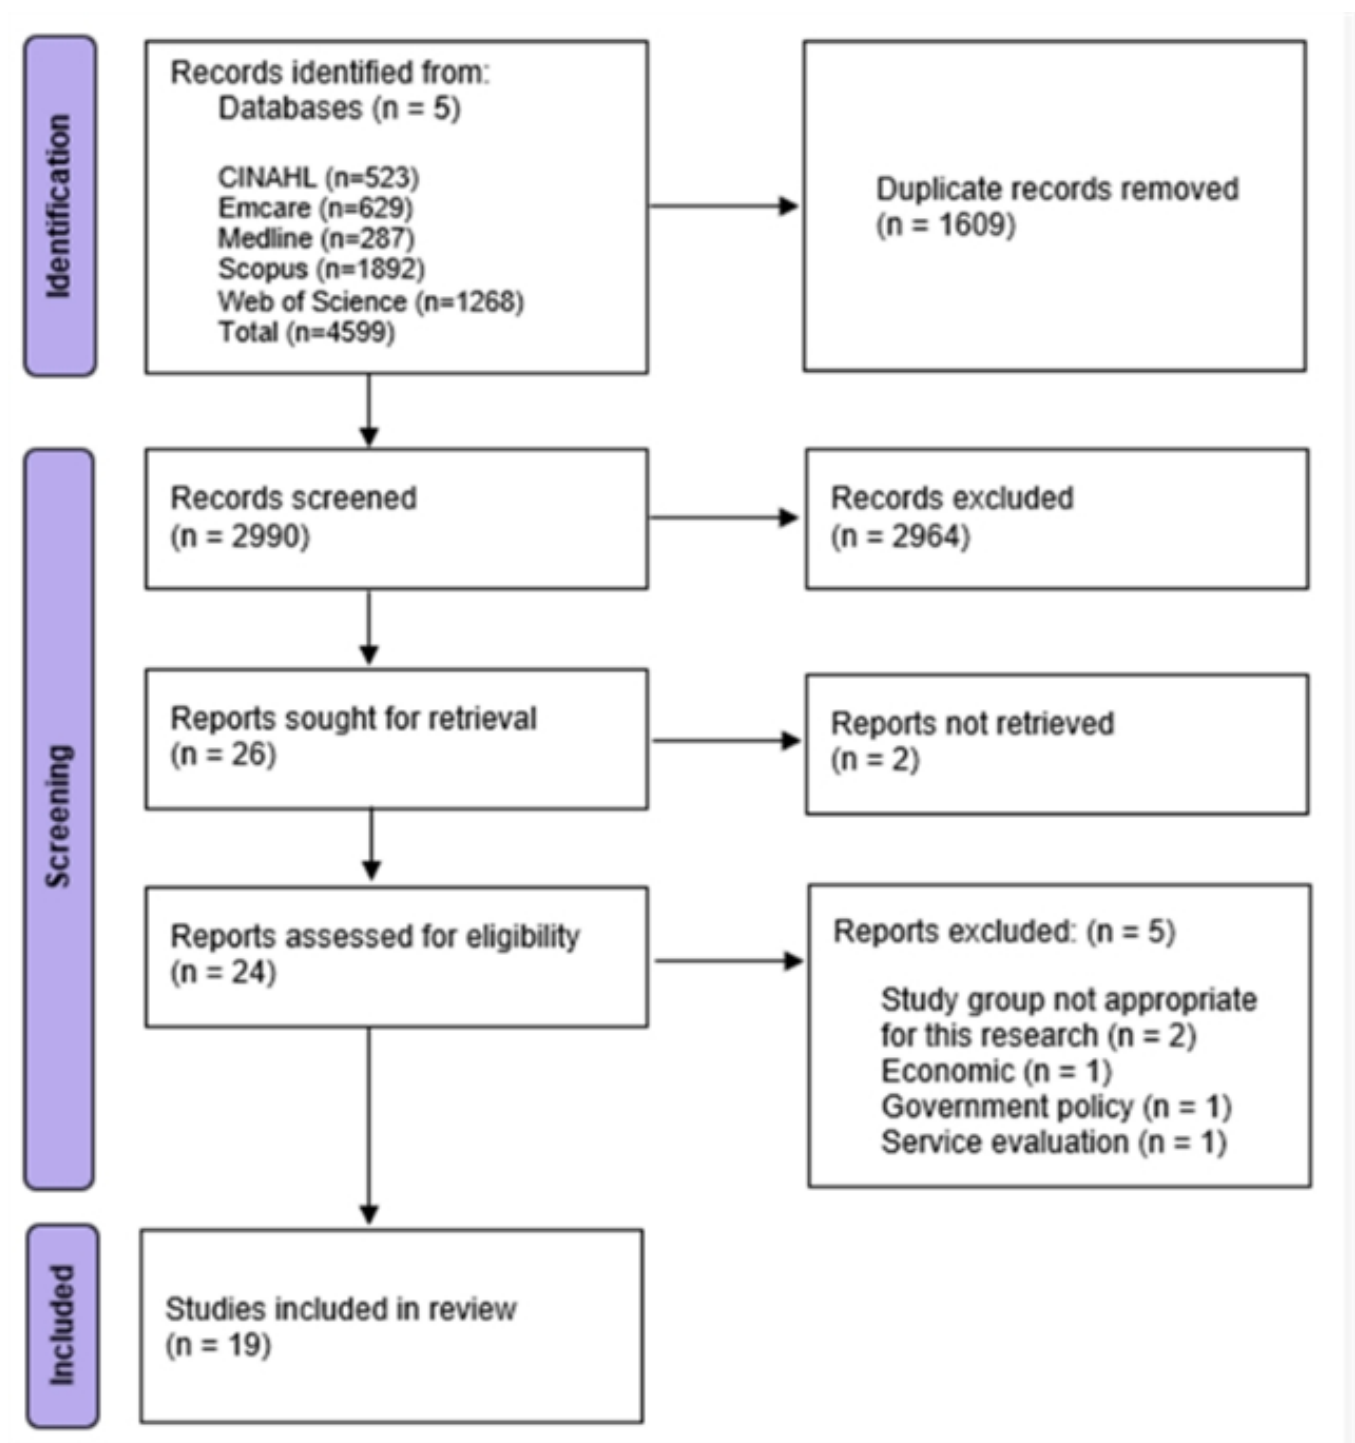 Identification
Records identified from:
Databases (n = 5)
CINAHL (n=523)
Emcare (n=629)
Medline (n=287)
Scopus (n=1892)
Web of Science (n=1268)
Total (n=4599)
Duplicate records removed
(n = 1609)
Screening
Records screened
(n = 2990)
Records excluded
(n = 2964)
Reports sought for retrieval
(n = 26)
Reports not retrieved
(n = 2)
Reports assessed for eligibility
(n = 24)
Reports excluded: (n = 5)
Study group not appropriate
for this research (n = 2)
Economic (n = 1)
Government policy (n = 1)
Service evaluation (n = 1)
Included
Studies included in review
(n = 19)